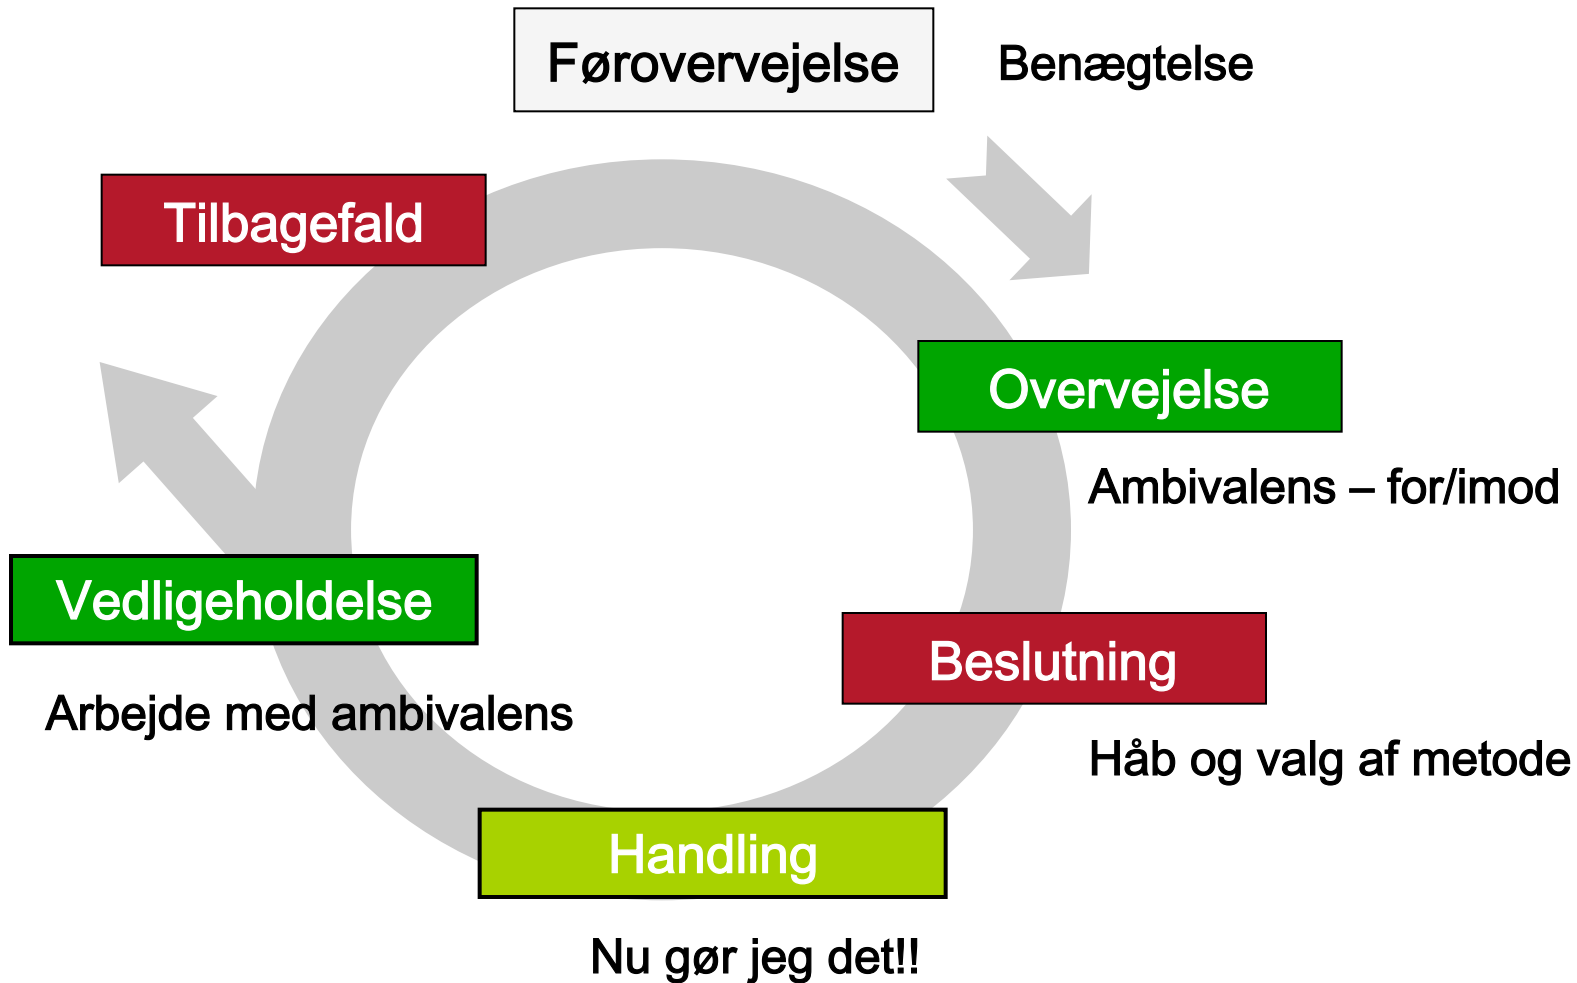 Førovervejelse
Benægtelse
Tilbagefald
Overvejelse
Ambivalens – for/imod
Vedligeholdelse
Beslutning
Arbejde med ambivalens
Håb og valg af metode
Handling
Nu gør jeg det!!